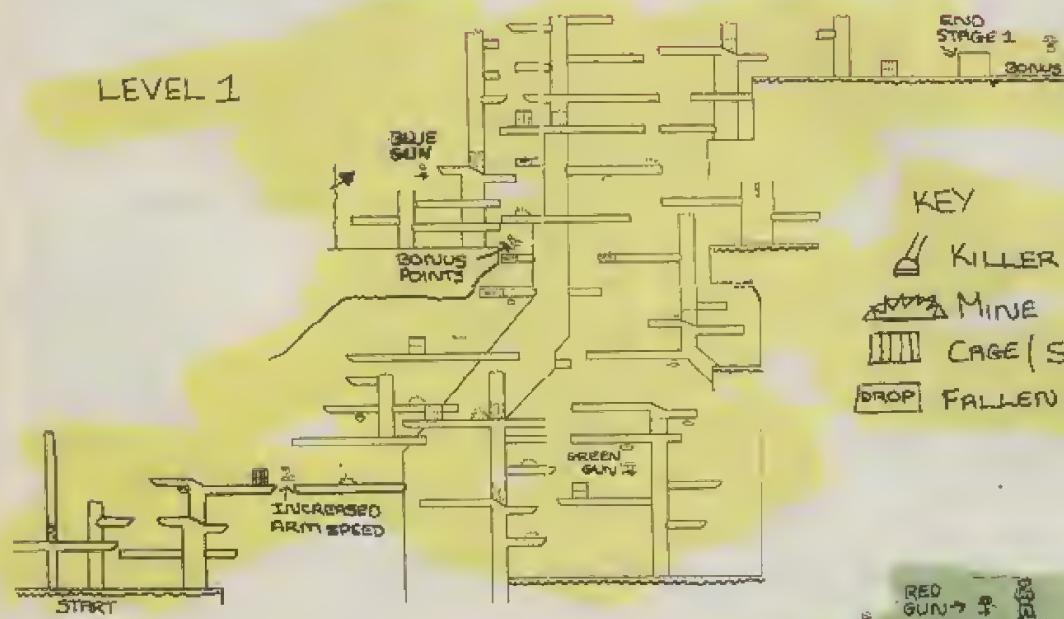 LEVEL 1
END
STAGE 1
BONUS
BLUE
GUN
BONUS
POINTS
KEY
KILLER
MINE
CAGE (S
DROP FALLEN
GREEN
GUN
INCREASED
ARM SPEED
START
RED
GUN